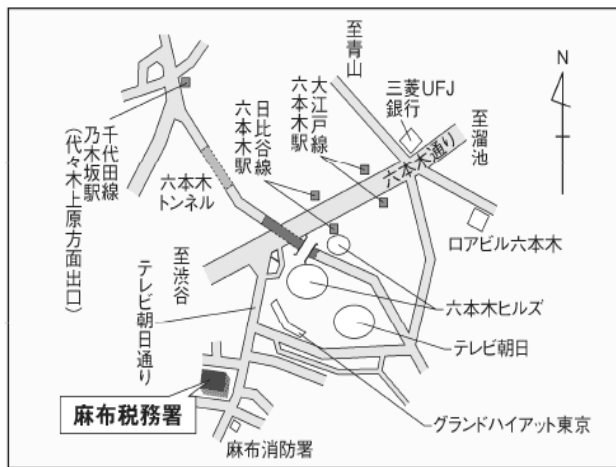 至青山
N
三菱UFJ
銀行
大江戸線
六本木駅
日比谷線
六本木駅
至溜池
六本木通り
千代田線
乃木坂駅
(代々木上原方面出口)
六本木
トンネル
ロアビル六本木
至渋谷
テレビ朝日通り
六本木ヒルズ
テレビ朝日
麻布税務署
グランドハイアット東京
麻布消防署